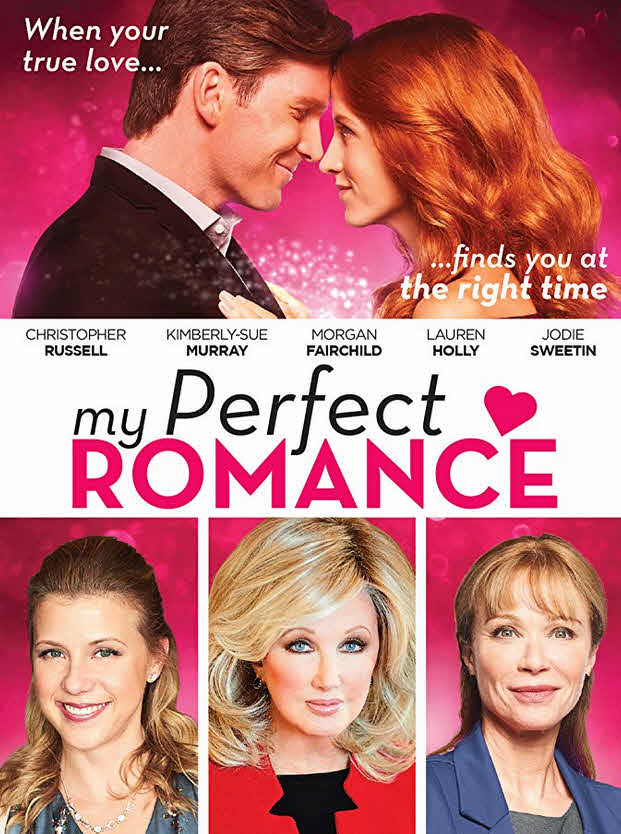 When your
true love...
...finds you at
the right time
CHRISTOPHER RUSSELL
KIMBERLY-SUE MURRAY
MORGAN FAIRCHILD
LAUREN HOLLY
JODIE SWEETIN
my Perfect
ROMANCE